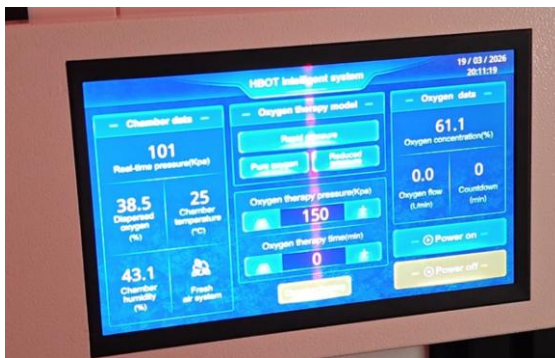 19 / 03 / 2026
20:11:19
HBOT Intelligent system
Chamber data
101
Real-time pressure(Kpa)
38.5
Dispersed
oxygen
(%)
25
Chamber
temperature
(°C)
43.1
Chamber
humidity
(%)
Fresh
air system
Oxygen therapy model
Rapid pressure
Pure oxygen
Reduced
pressure
Oxygen therapy pressure(Kpa)
150
Oxygen therapy time(min)
0
Oxygen data
61.1
Oxygen concentration(%)
0.0
Oxygen flow
(L/min)
0
Countdown
(min)
Power on
Power off